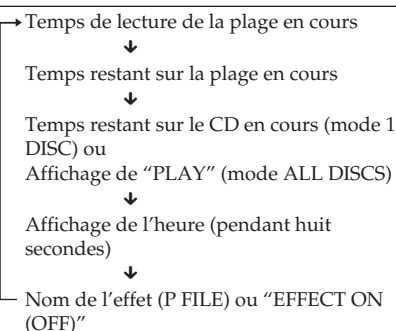 Temps de lecture de la plage en cours
Temps restant sur la plage en cours
Temps restant sur le CD en cours (mode 1
DISC) ou
Affichage de “PLAY” (mode ALL DISCS)
Affichage de l’heure (pendant huit
secondes)
Nom de l’effet (P FILE) ou “EFFECT ON
(OFF)”